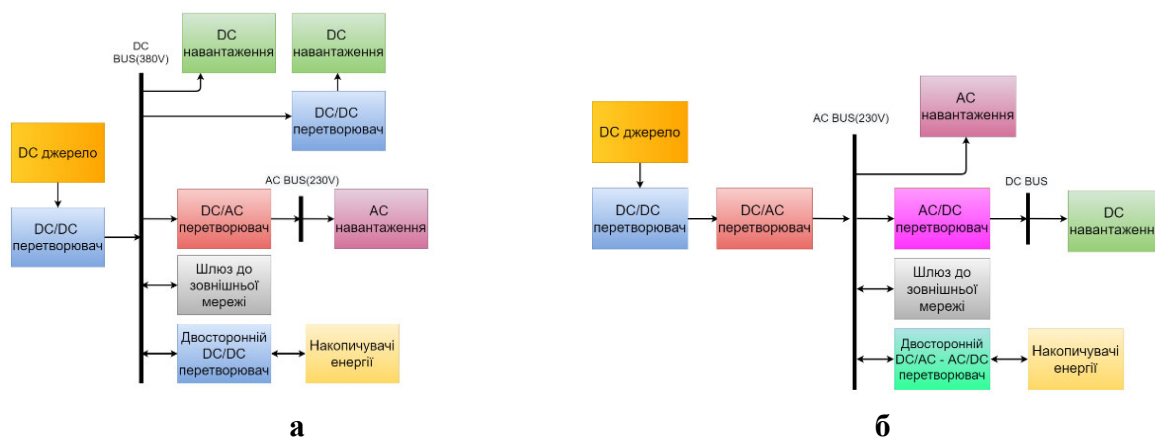 DC
BUS(380V)
DC
навантаження
DC
навантаження
DC/DC
перетворювач
DC джерело
DC/DC
перетворювач
AC BUS(230V)
DC/AC
перетворювач
AC
навантаження
Шлюз до
зовнішньої
мережі
Двосторонній
DC/DC
перетворювач
Накопичувачі
енергії
а
AC BUS(230V)
AC
навантаження
DC джерело
DC/DC
перетворювач
DC/AC
перетворювач
AC/DC
перетворювач
DC BUS
DC
навантаження
Шлюз до
зовнішньої
мережі
Двосторонній
DC/AC - AC/DC
перетворювач
Накопичувачі
енергії
б